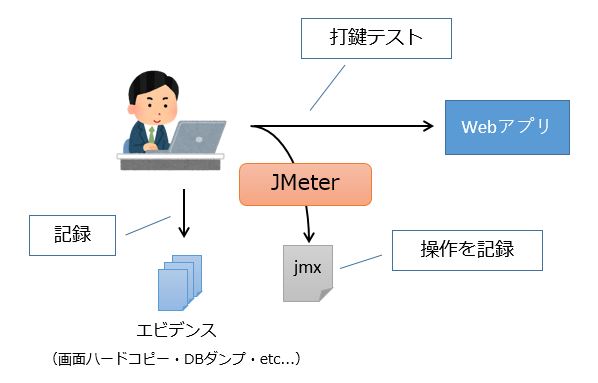 打鍵テスト
Webアプリ
JMeter
記録
操作を記録
jmx
エビデンス
（画面ハードコピー・DBダンプ・etc...）